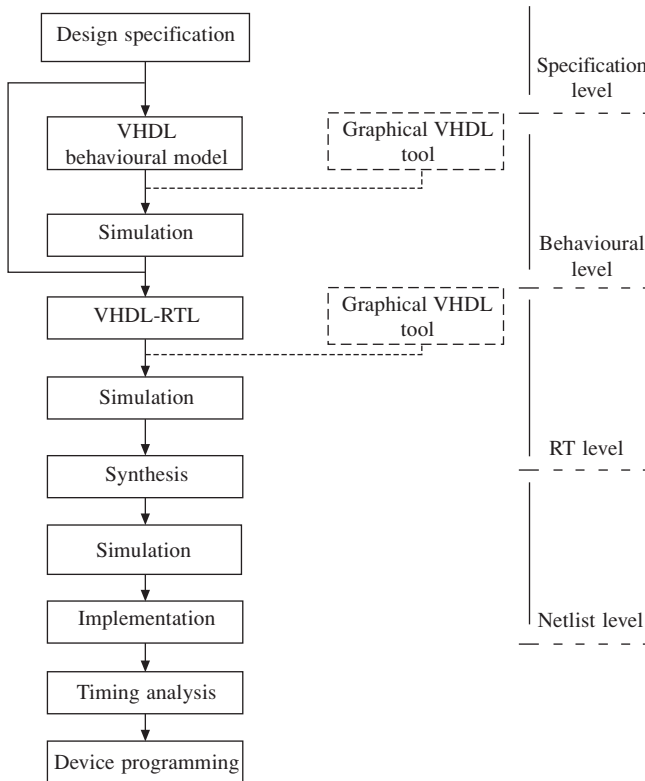 Design specification
Specification
level
VHDL
behavioural model
Graphical VHDL
tool
Simulation
Behavioural
level
VHDL-RTL
Graphical VHDL
tool
Simulation
RT level
Synthesis
Simulation
Implementation
Netlist level
Timing analysis
Device programming